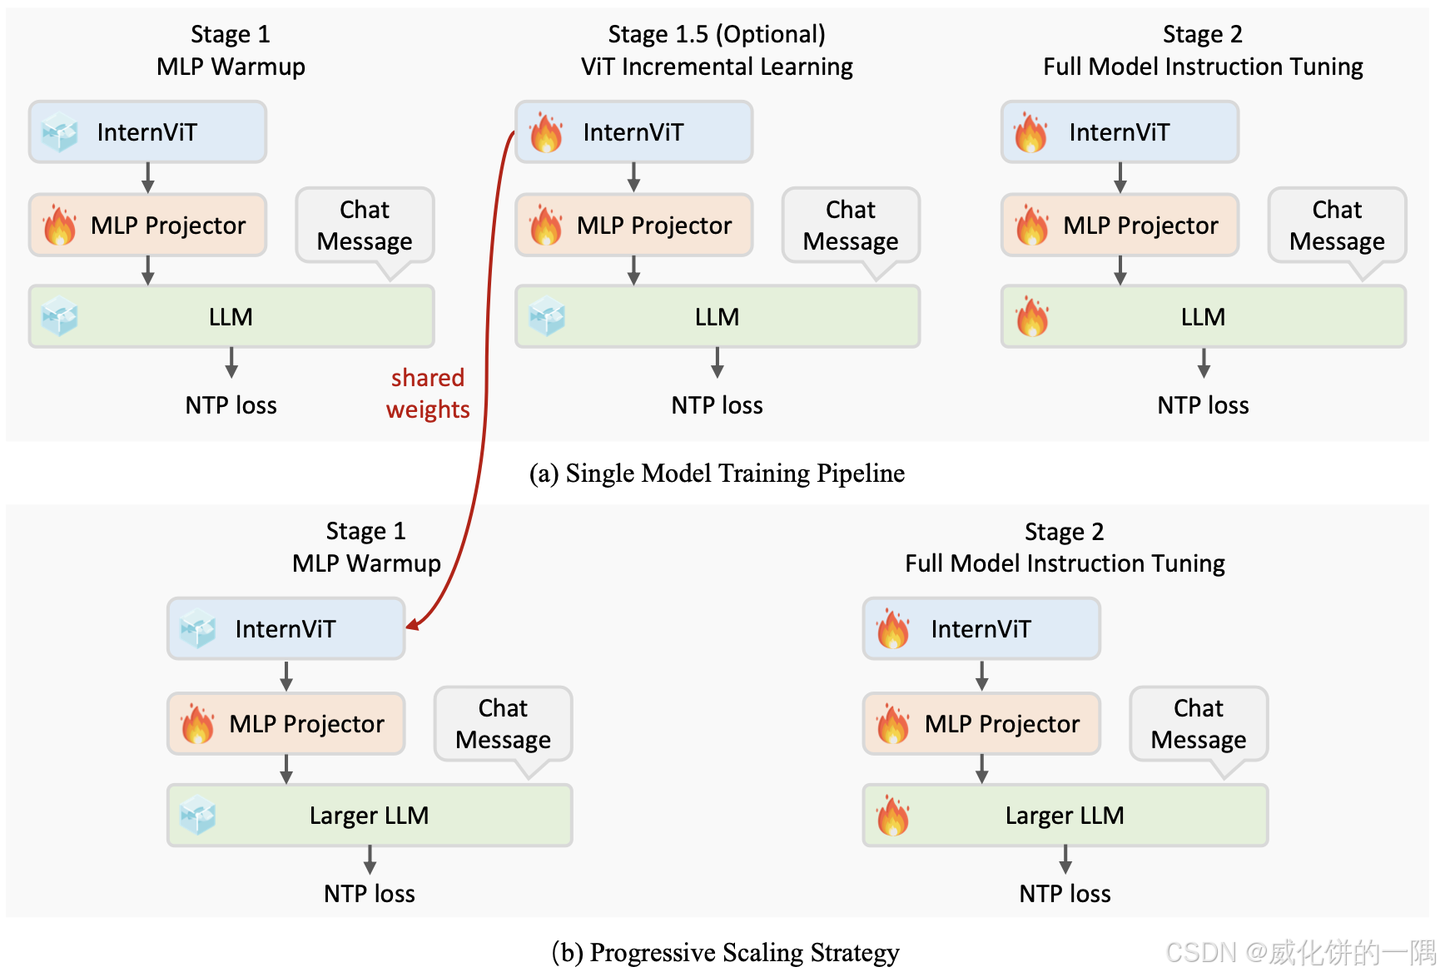 Stage 1
MLP Warmup
InternViT
MLP Projector
Chat
Message
LLM
NTP loss
Stage 1.5 (Optional)
ViT Incremental Learning
InternViT
MLP Projector
Chat
Message
LLM
NTP loss
Stage 2
Full Model Instruction Tuning
InternViT
MLP Projector
Chat
Message
LLM
NTP loss
shared
weights
(a) Single Model Training Pipeline
Stage 1
MLP Warmup
InternViT
MLP Projector
Chat
Message
Larger LLM
NTP loss
Stage 2
Full Model Instruction Tuning
InternViT
MLP Projector
Chat
Message
Larger LLM
NTP loss
(b) Progressive Scaling Strategy
CSDN @威化饼的一隅